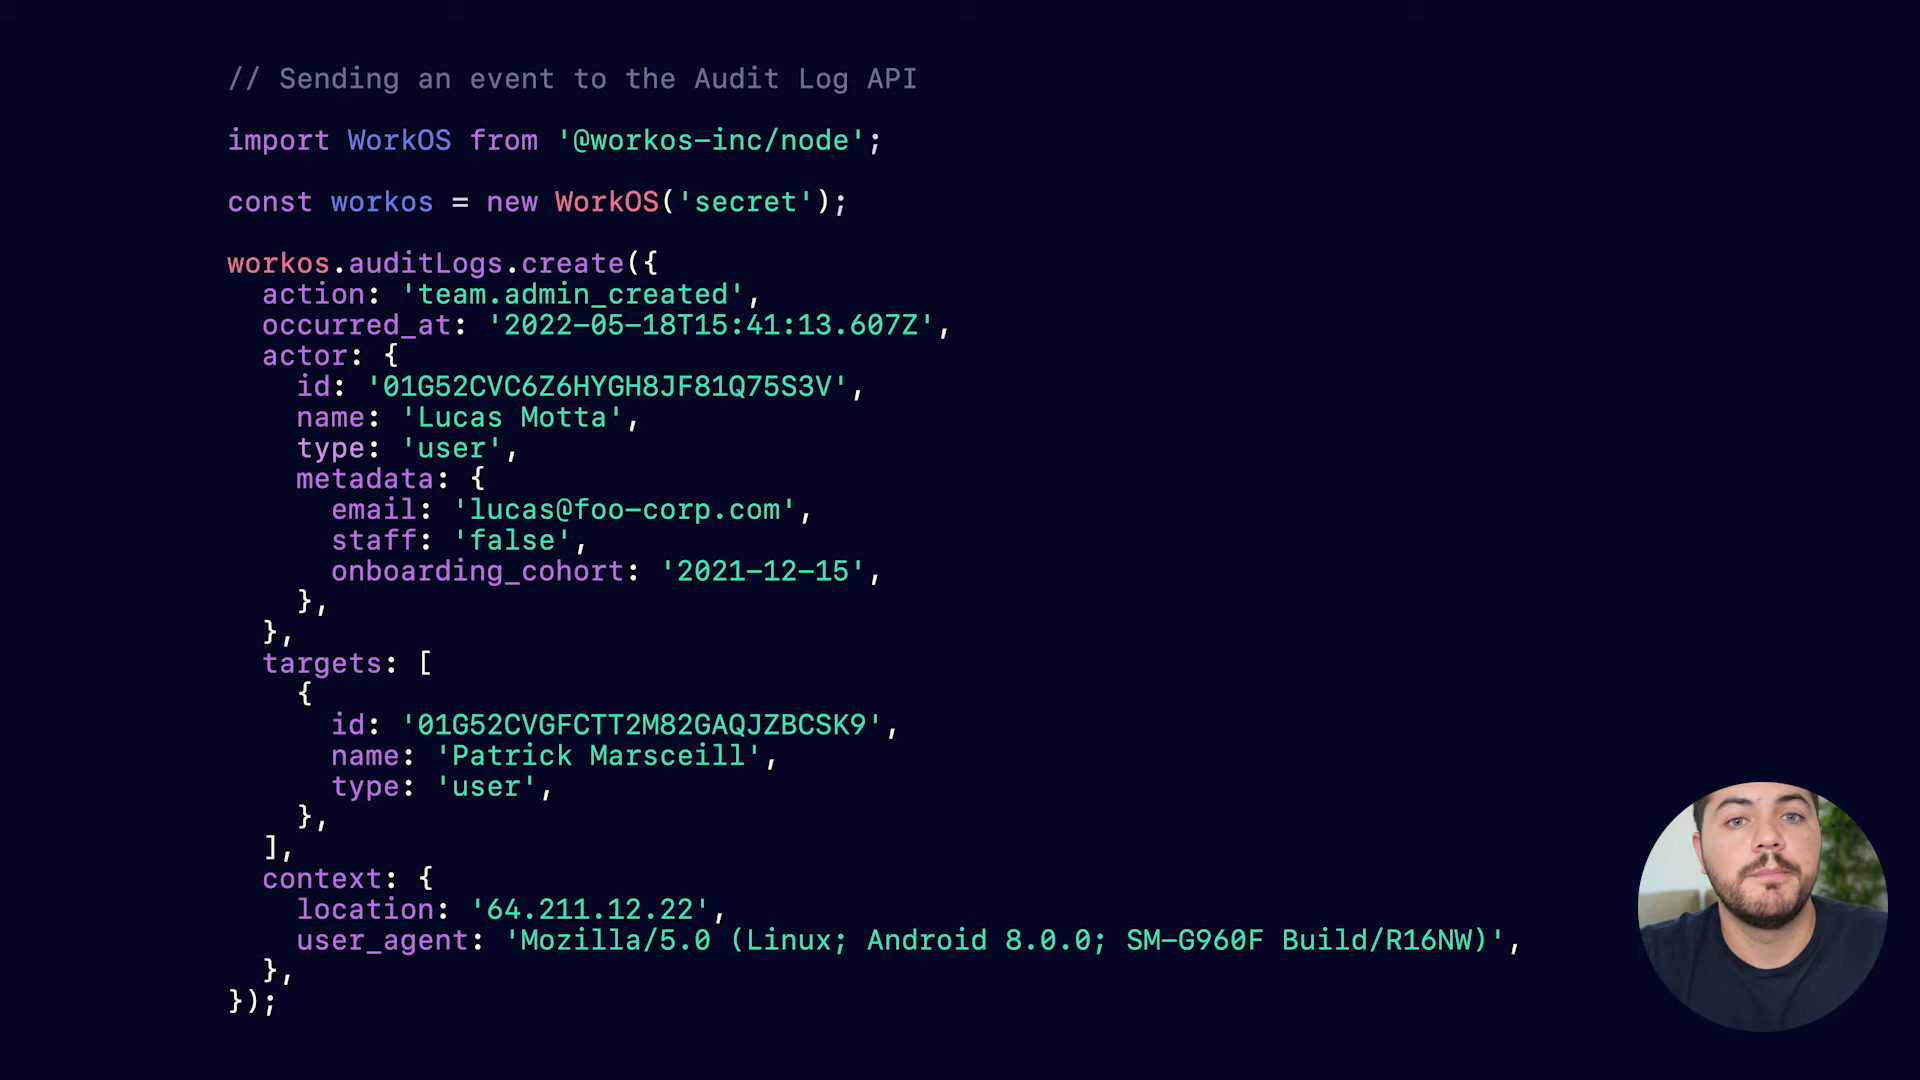 // Sending an event to the Audit Log API
import WorkOS from '@workos-inc/node';
const workos = new WorkOS('secret');
workos.auditLogs.create({
action: 'team.admin_created',
occurred_at: '2022-05-18T15:41:13.607Z',
actor: {
id: '01G52CVC6Z6HYGH8JF81Q75S3V',
name: 'Lucas Motta',
type: 'user',
metadata: {
email: 'lucas@foo-corp.com',
staff: 'false',
onboarding_cohort: '2021-12-15',
},
},
targets: [
{
id: '01G52CVGFCTT2M82GAQJZBCSK9',
name: 'Patrick Marsceill',
type: 'user',
},
],
context: {
location: '64.211.12.22',
user_agent: 'Mozilla/5.0 (Linux; Android 8.0.0; SM-G960F Build/R16NW)',
},
});